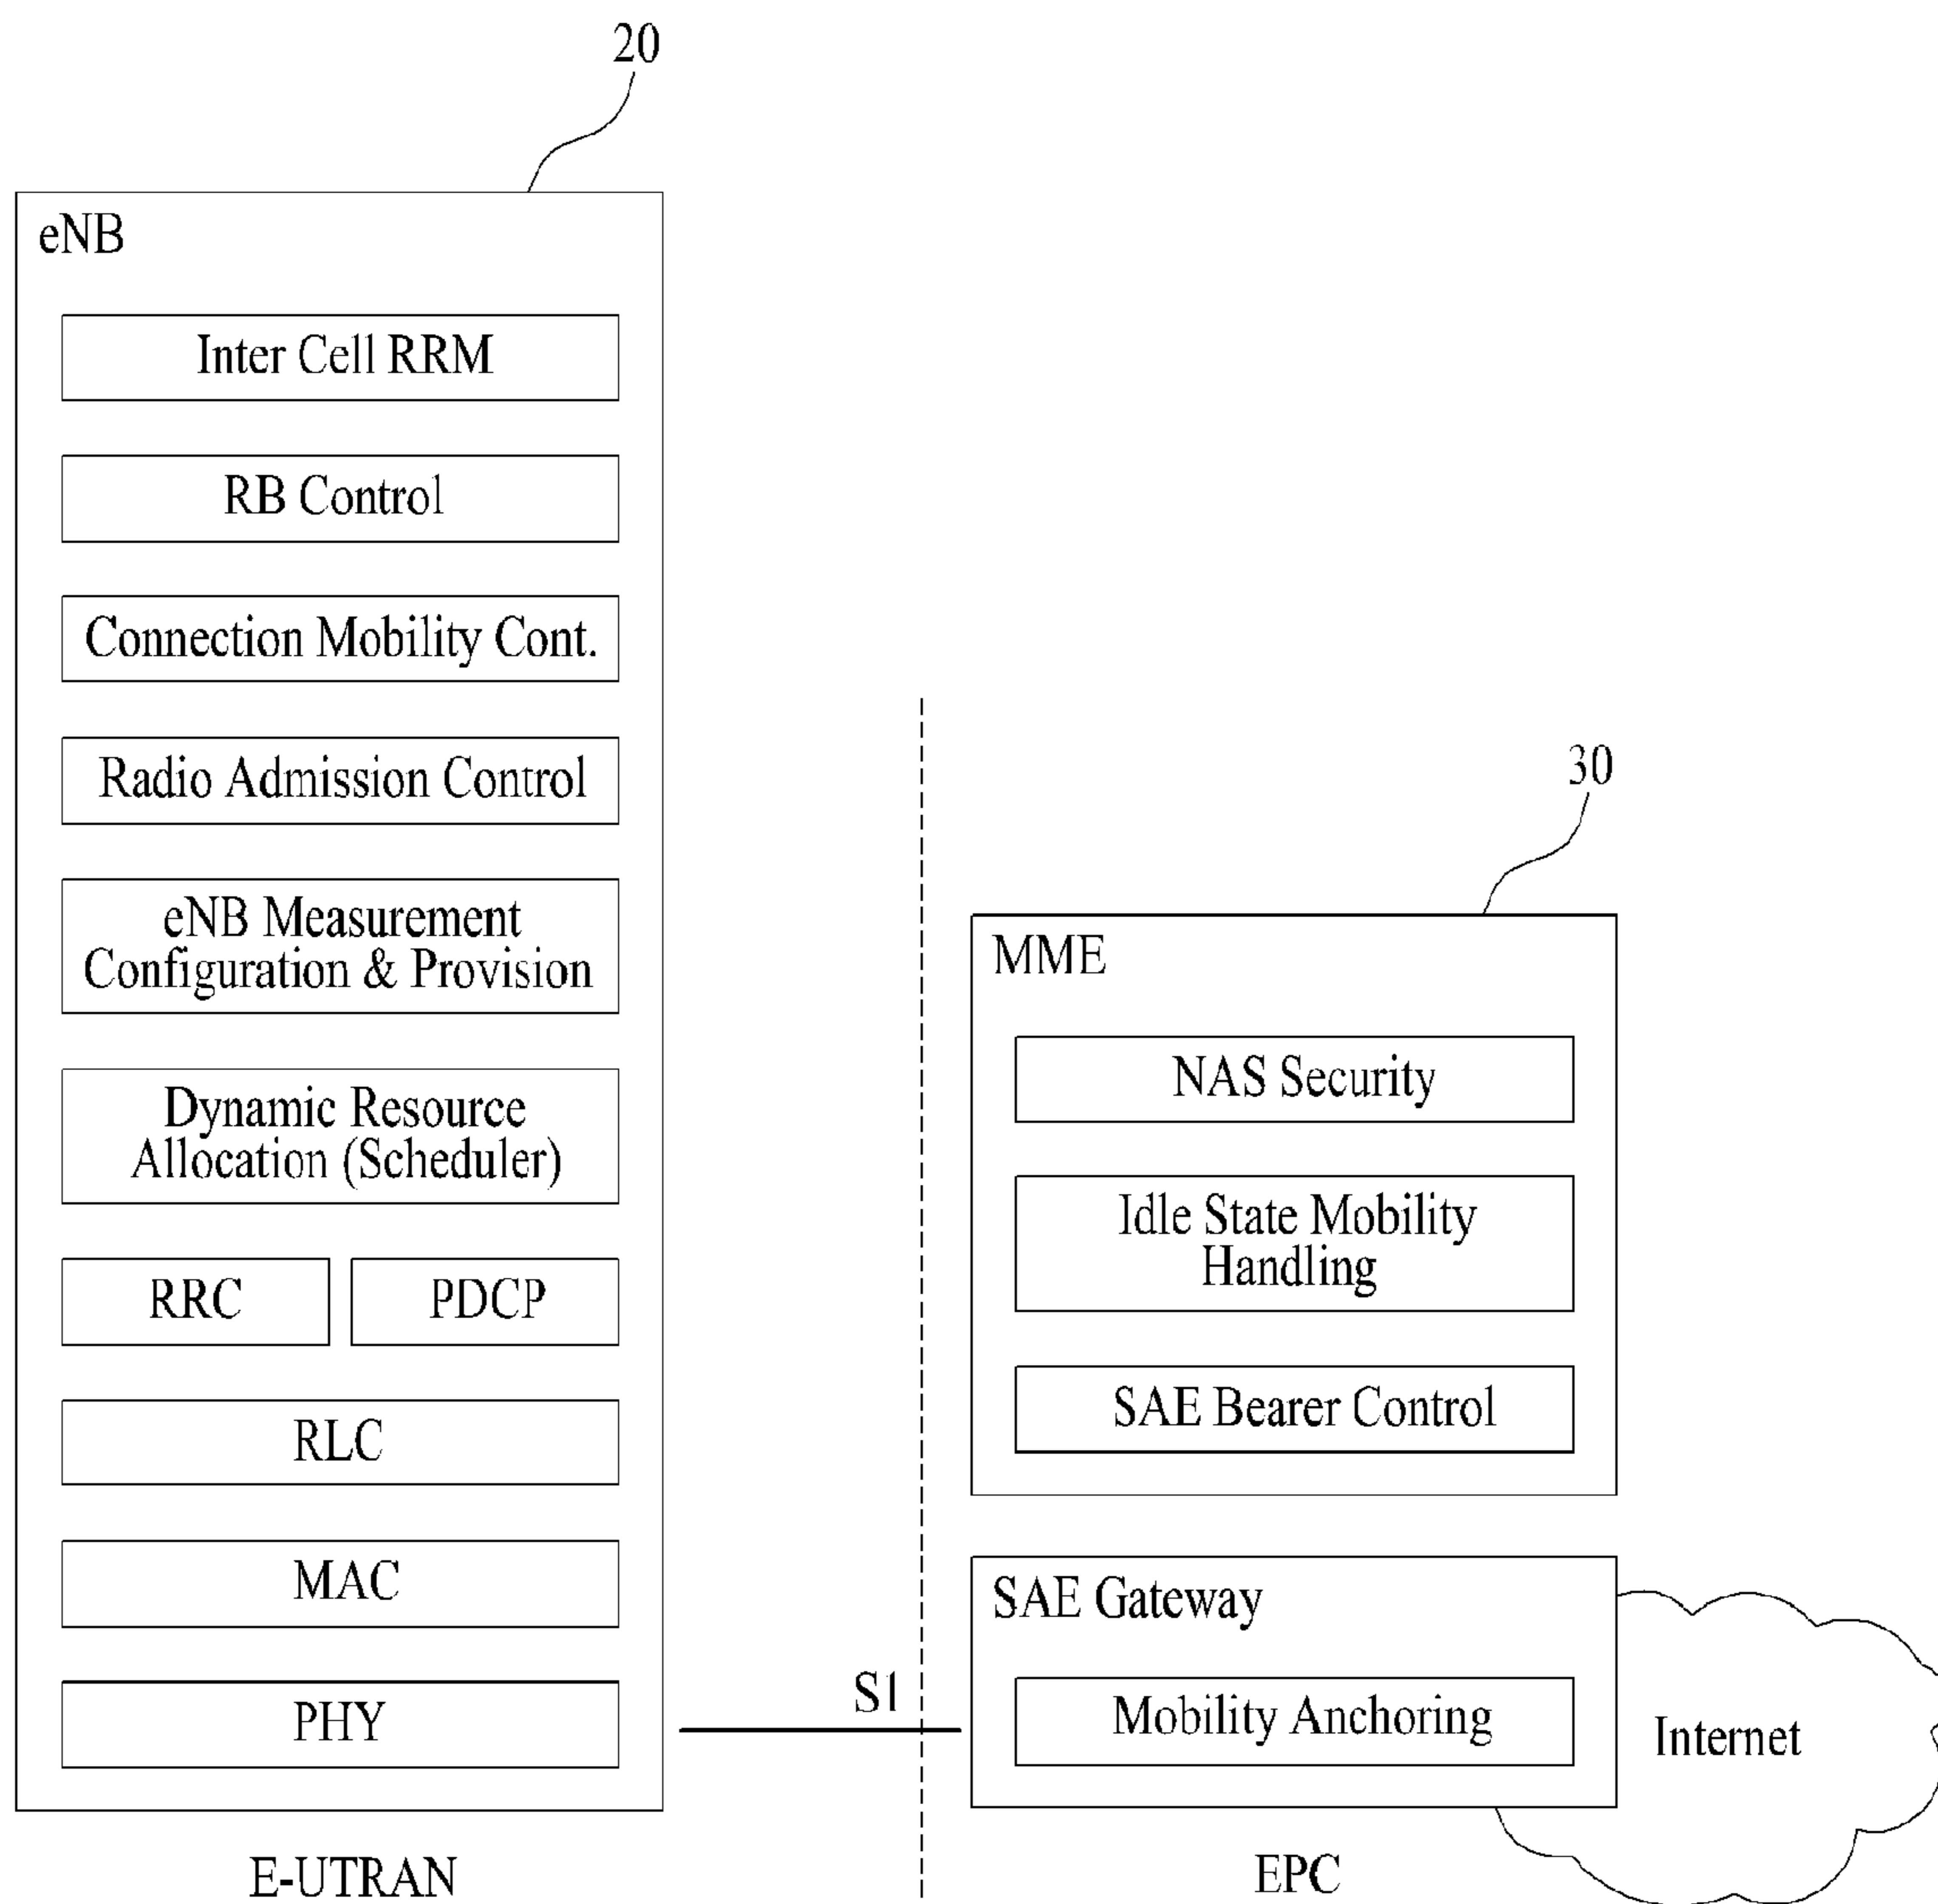 20
eNB
Inter Cell RRM
RB Control
Connection Mobility Cont.
Radio Admission Control
eNB Measurement
Configuration & Provision
Dynamic Resource
Allocation (Scheduler)
RRC
PDCP
RLC
MAC
PHY
E-UTRAN
S1
30
MME
NAS Security
Idle State Mobility
Handling
SAE Bearer Control
SAE Gateway
Mobility Anchoring
Internet
EPC